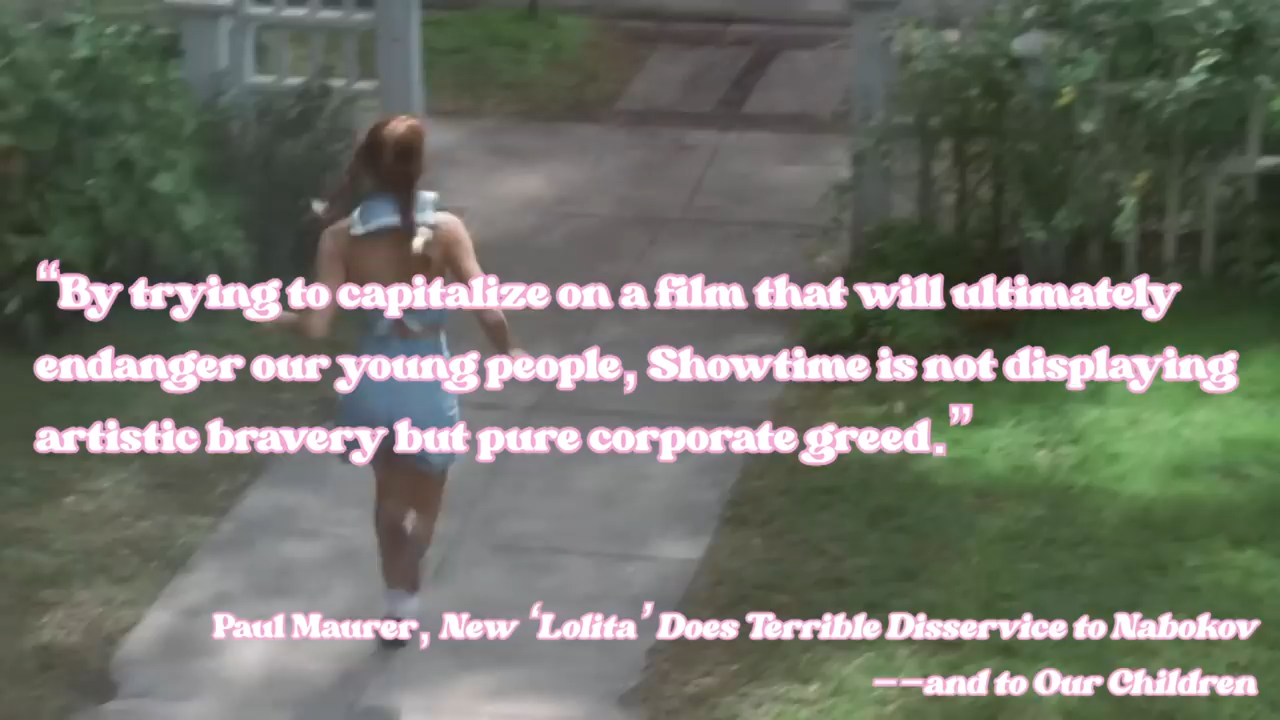 “By trying to capitalize on a film that will ultimately
endanger our young people, Showtime is not displaying
artistic bravery but pure corporate greed.”
Paul Maurer, New ‘Lolita’ Does Terrible Disservice to Nabokov
--and to Our Children